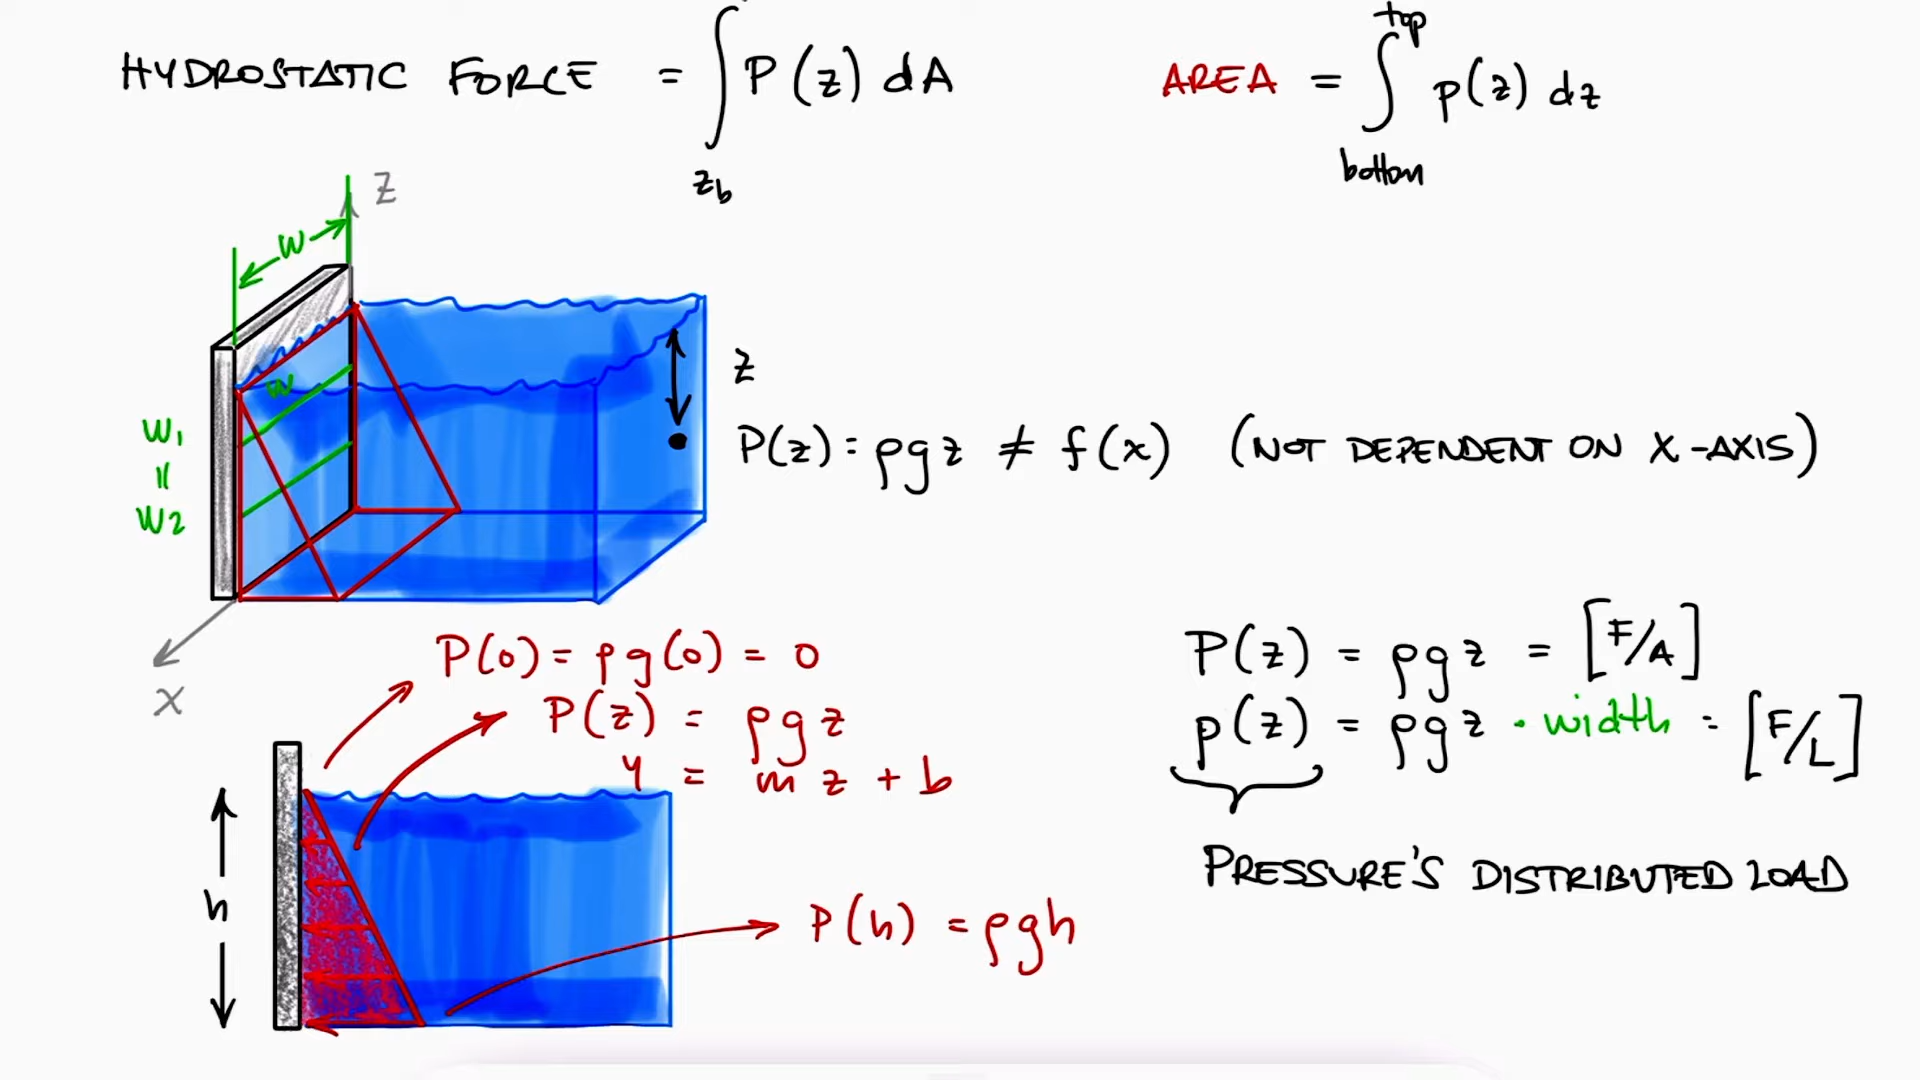 HYDROSTATIC FORCE = ∫ P(z) dA
z_b
AREA = ∫ p(z) dz
top
bottom
z
w
w
W1
||
W2
x
z
P(z) = ρgz ≠ f(x) (NOT DEPENDENT ON X-AXIS)
P(0) = ρg(0) = 0
P(z) = ρgz
y = mz + b
h
P(h) = ρgh
P(z) = ρgz = [F/A]
p(z) = ρgz · width = [F/L]
PRESSURE'S DISTRIBUTED LOAD